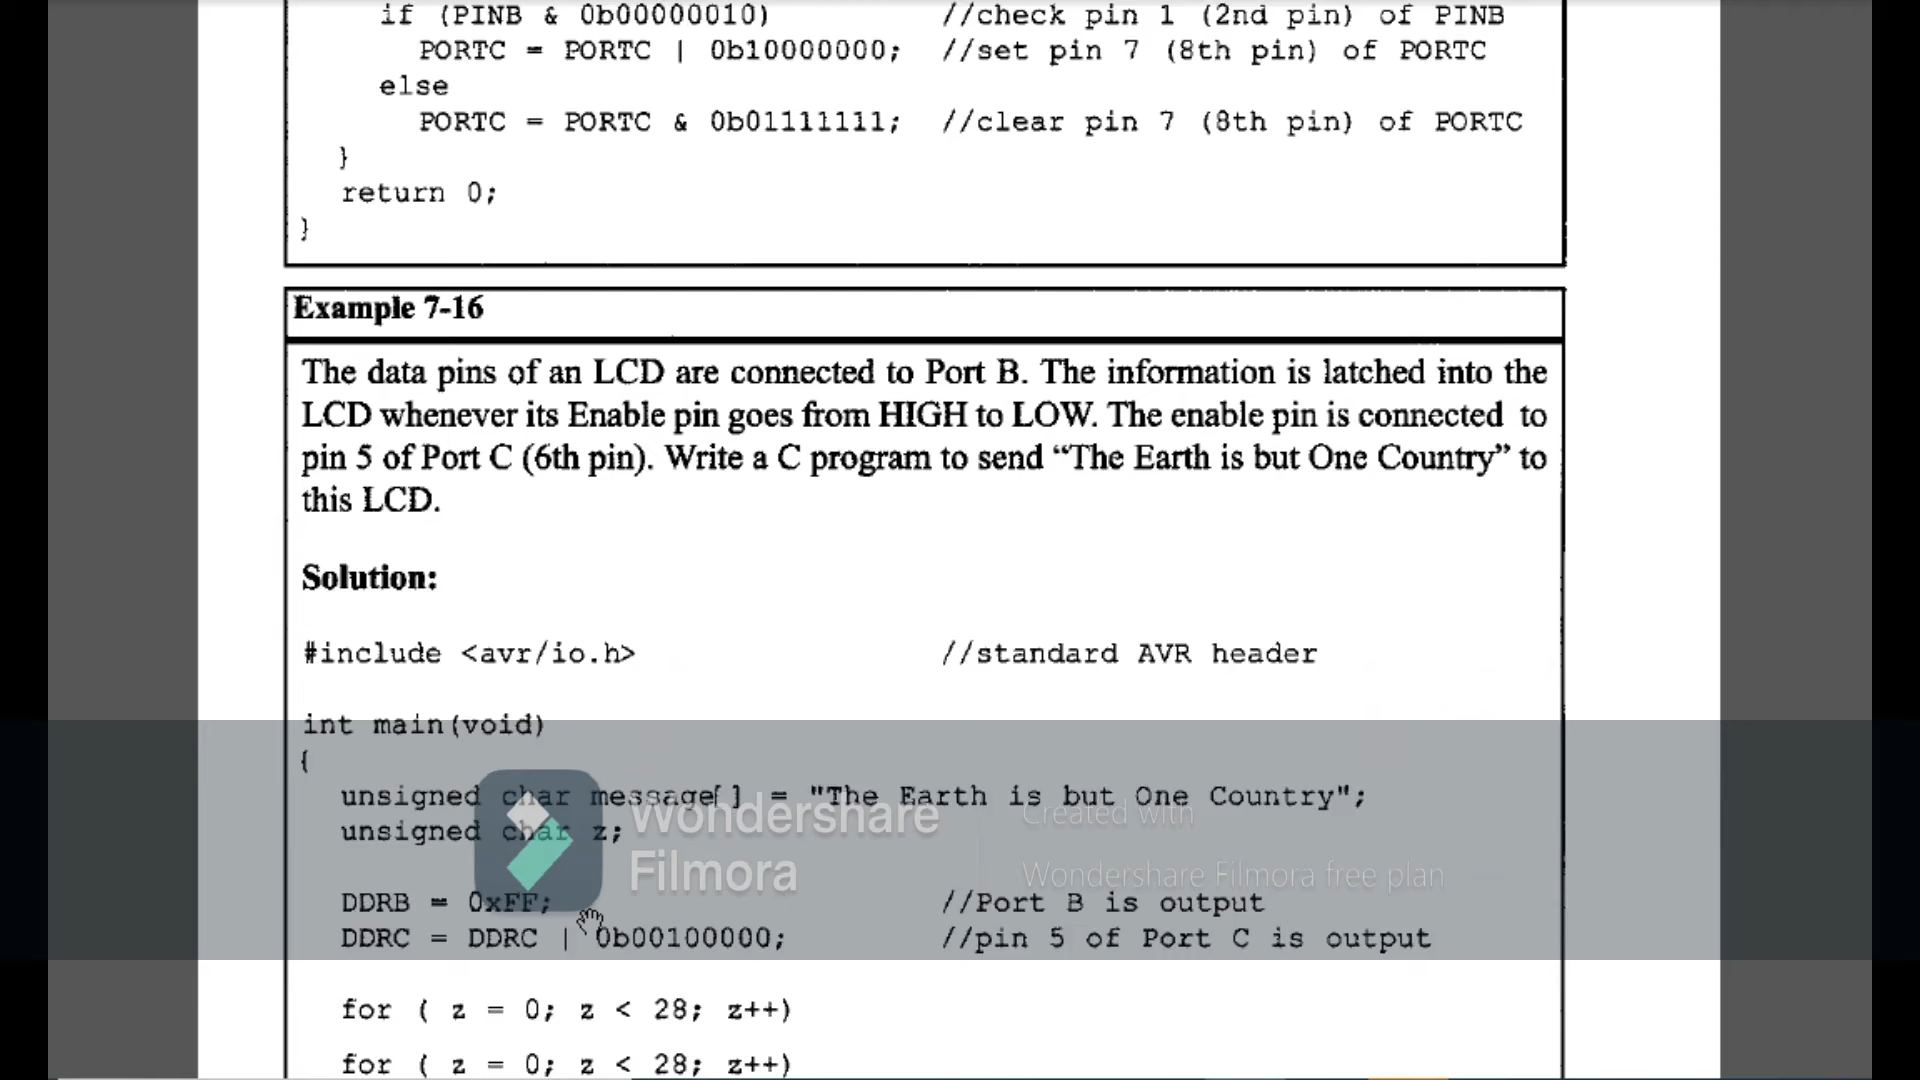 if (PINB & 0b00000010) //check pin 1 (2nd pin) of PINB
PORTC = PORTC | 0b10000000; //set pin 7 (8th pin) of PORTC
else
PORTC = PORTC & 0b01111111; //clear pin 7 (8th pin) of PORTC
}
return 0;
}
Example 7-16
The data pins of an LCD are connected to Port B. The information is latched into the
LCD whenever its Enable pin goes from HIGH to LOW. The enable pin is connected to
pin 5 of Port C (6th pin). Write a C program to send “The Earth is but One Country” to
this LCD.
Solution:
#include <avr/io.h> //standard AVR header
int main(void)
{
unsigned char message[] = "The Earth is but One Country";
unsigned char z;
Wondershare
Filmora
Created with
Wondershare Filmora free plan
DDRB = 0xFF; //Port B is output
DDRC = DDRC | 0b00100000; //pin 5 of Port C is output
for ( z = 0; z < 28; z++)
for ( z = 0; z < 28; z++)